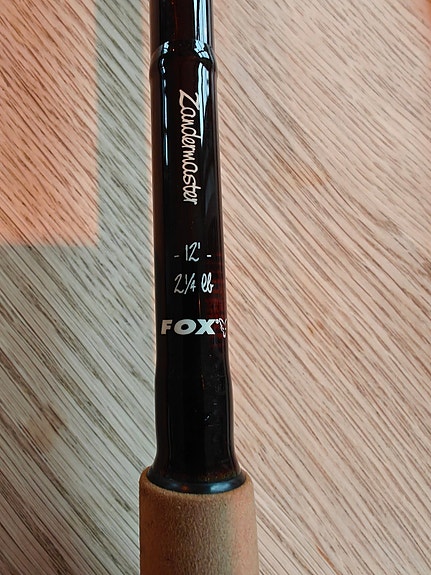 Zandermaster
- 12' -
2¼ lb
FOX